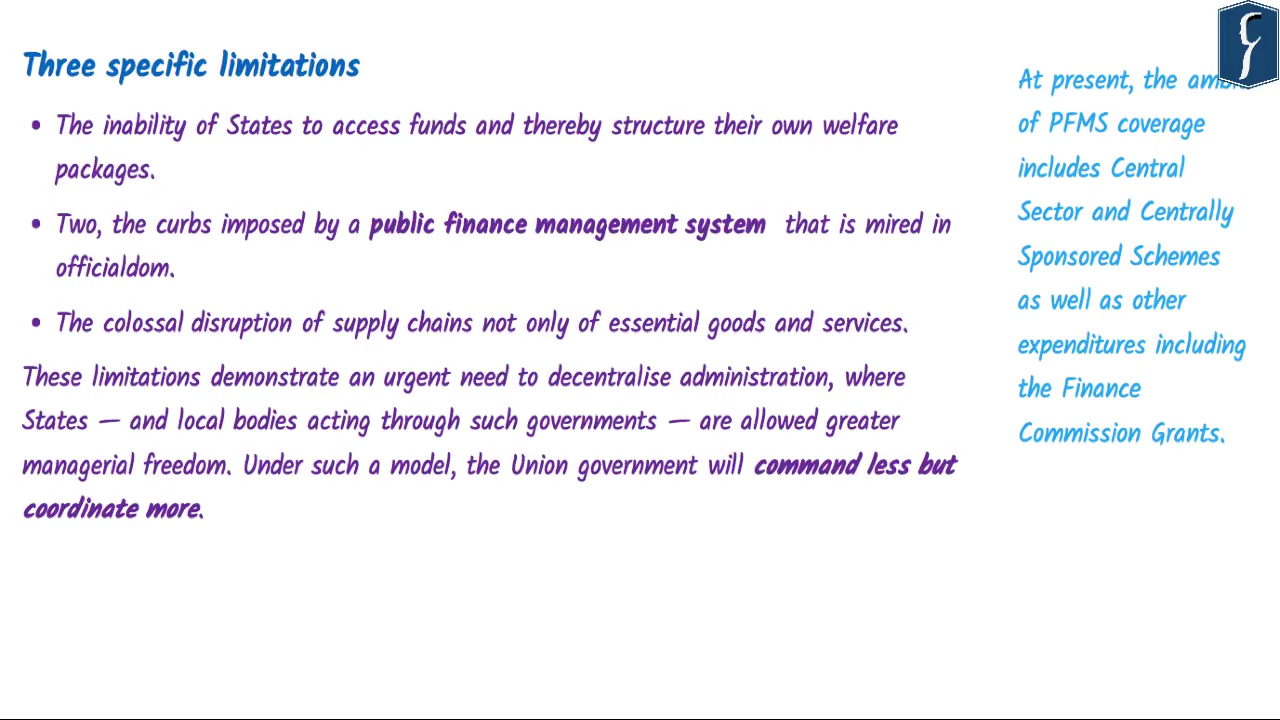 Three specific limitations
• The inability of States to access funds and thereby structure their own welfare
packages.
• Two, the curbs imposed by a public finance management system that is mired in
officialdom.
• The colossal disruption of supply chains not only of essential goods and services.
These limitations demonstrate an urgent need to decentralise administration, where
States — and local bodies acting through such governments — are allowed greater
managerial freedom. Under such a model, the Union government will command less but
coordinate more.
At present, the
of PFMS coverage
includes Central
Sector and Centrally
Sponsored Schemes
as well as other
expenditures including
the Finance
Commission Grants.